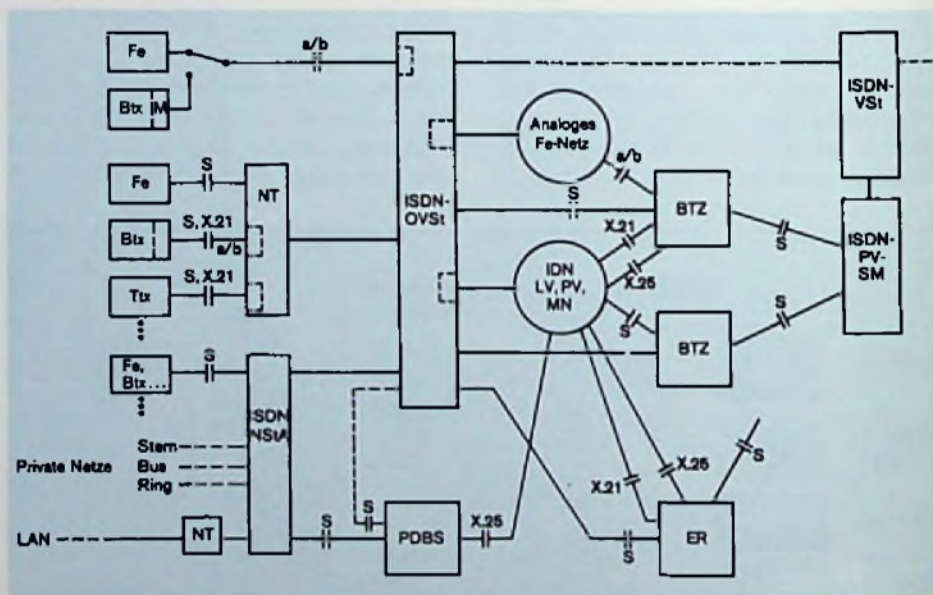 Fe
a/b
Btx IM
Fe
S
NT
Btx
S, X.21
a/b
Ttx
S, X.21
Fe,
Btx...
S
ISDN
NStA
Private Netze
Stern
Bus
Ring
LAN
NT
S
S
PDBS
X.25
ISDN-
OVSt
Analoges
Fe-Netz
a/b
S
X.21
BTZ
IDN
LV, PV,
MN
X.25
S
BTZ
S
S
X.21
X.25
S
S
ER
ISDN-
VSt
ISDN-
PV-
SM